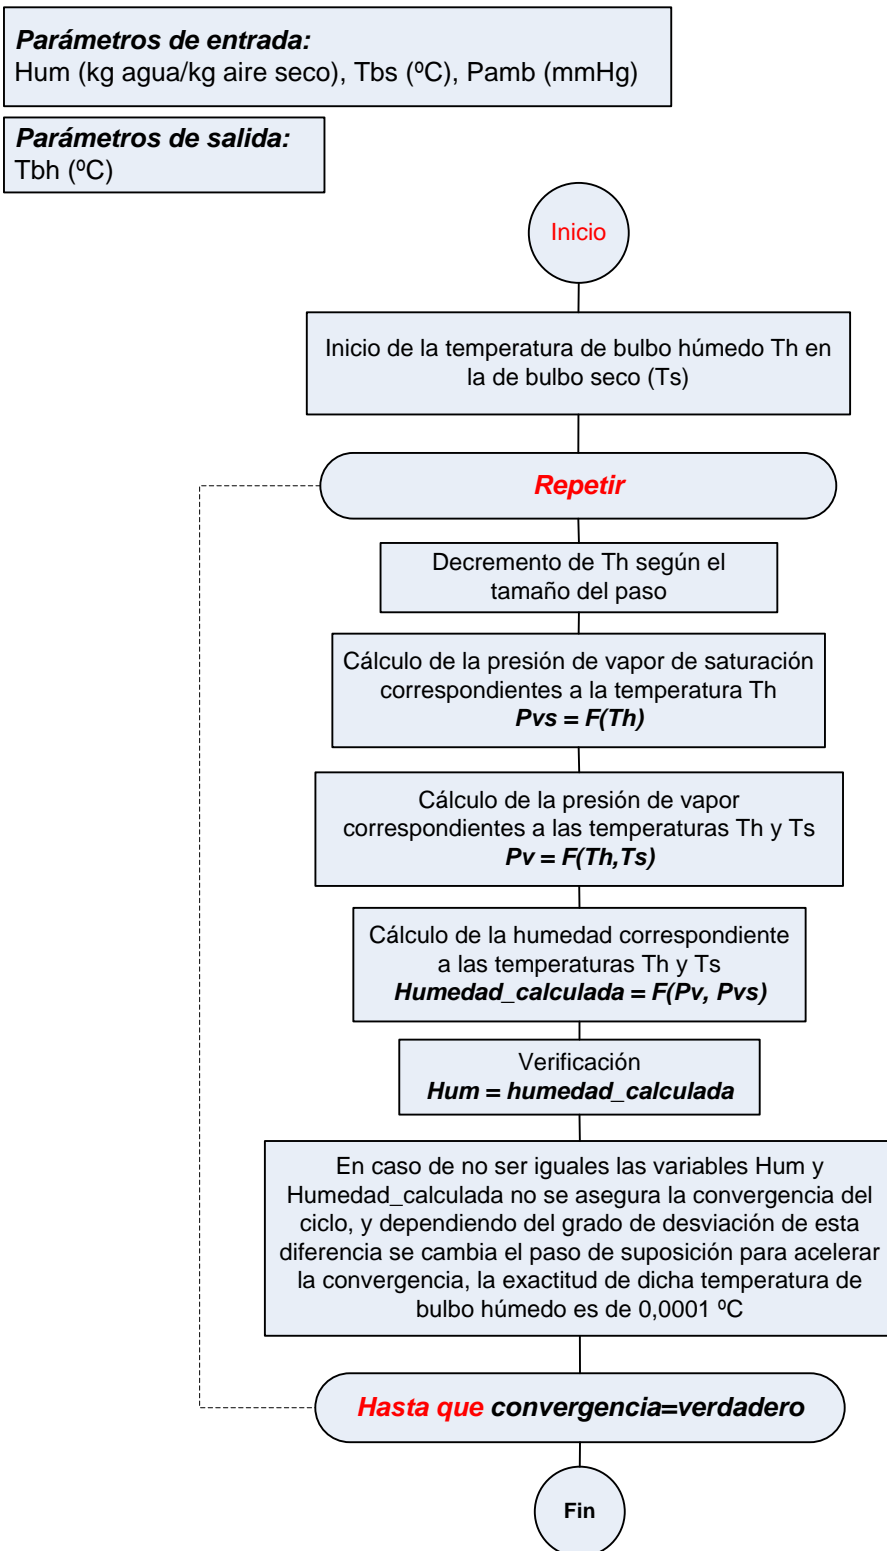 Parámetros de entrada:
Hum (kg agua/kg aire seco), Tbs (ºC), Pamb (mmHg)
Parámetros de salida:
Tbh (ºC)
Inicio
Inicio de la temperatura de bulbo húmedo Th en
la de bulbo seco (Ts)
Repetir
Decremento de Th según el
tamaño del paso
Cálculo de la presión de vapor de saturación
correspondientes a la temperatura Th
Pvs = F(Th)
Cálculo de la presión de vapor
correspondientes a las temperaturas Th y Ts
Pv = F(Th,Ts)
Cálculo de la humedad correspondiente
a las temperaturas Th y Ts
Humedad_calculada = F(Pv, Pvs)
Verificación
Hum = humedad_calculada
En caso de no ser iguales las variables Hum y
Humedad_calculada no se asegura la convergencia del
ciclo, y dependiendo del grado de desviación de esta
diferencia se cambia el paso de suposición para acelerar
la convergencia, la exactitud de dicha temperatura de
bulbo húmedo es de 0,0001 ºC
Hasta que convergencia=verdadero
Fin